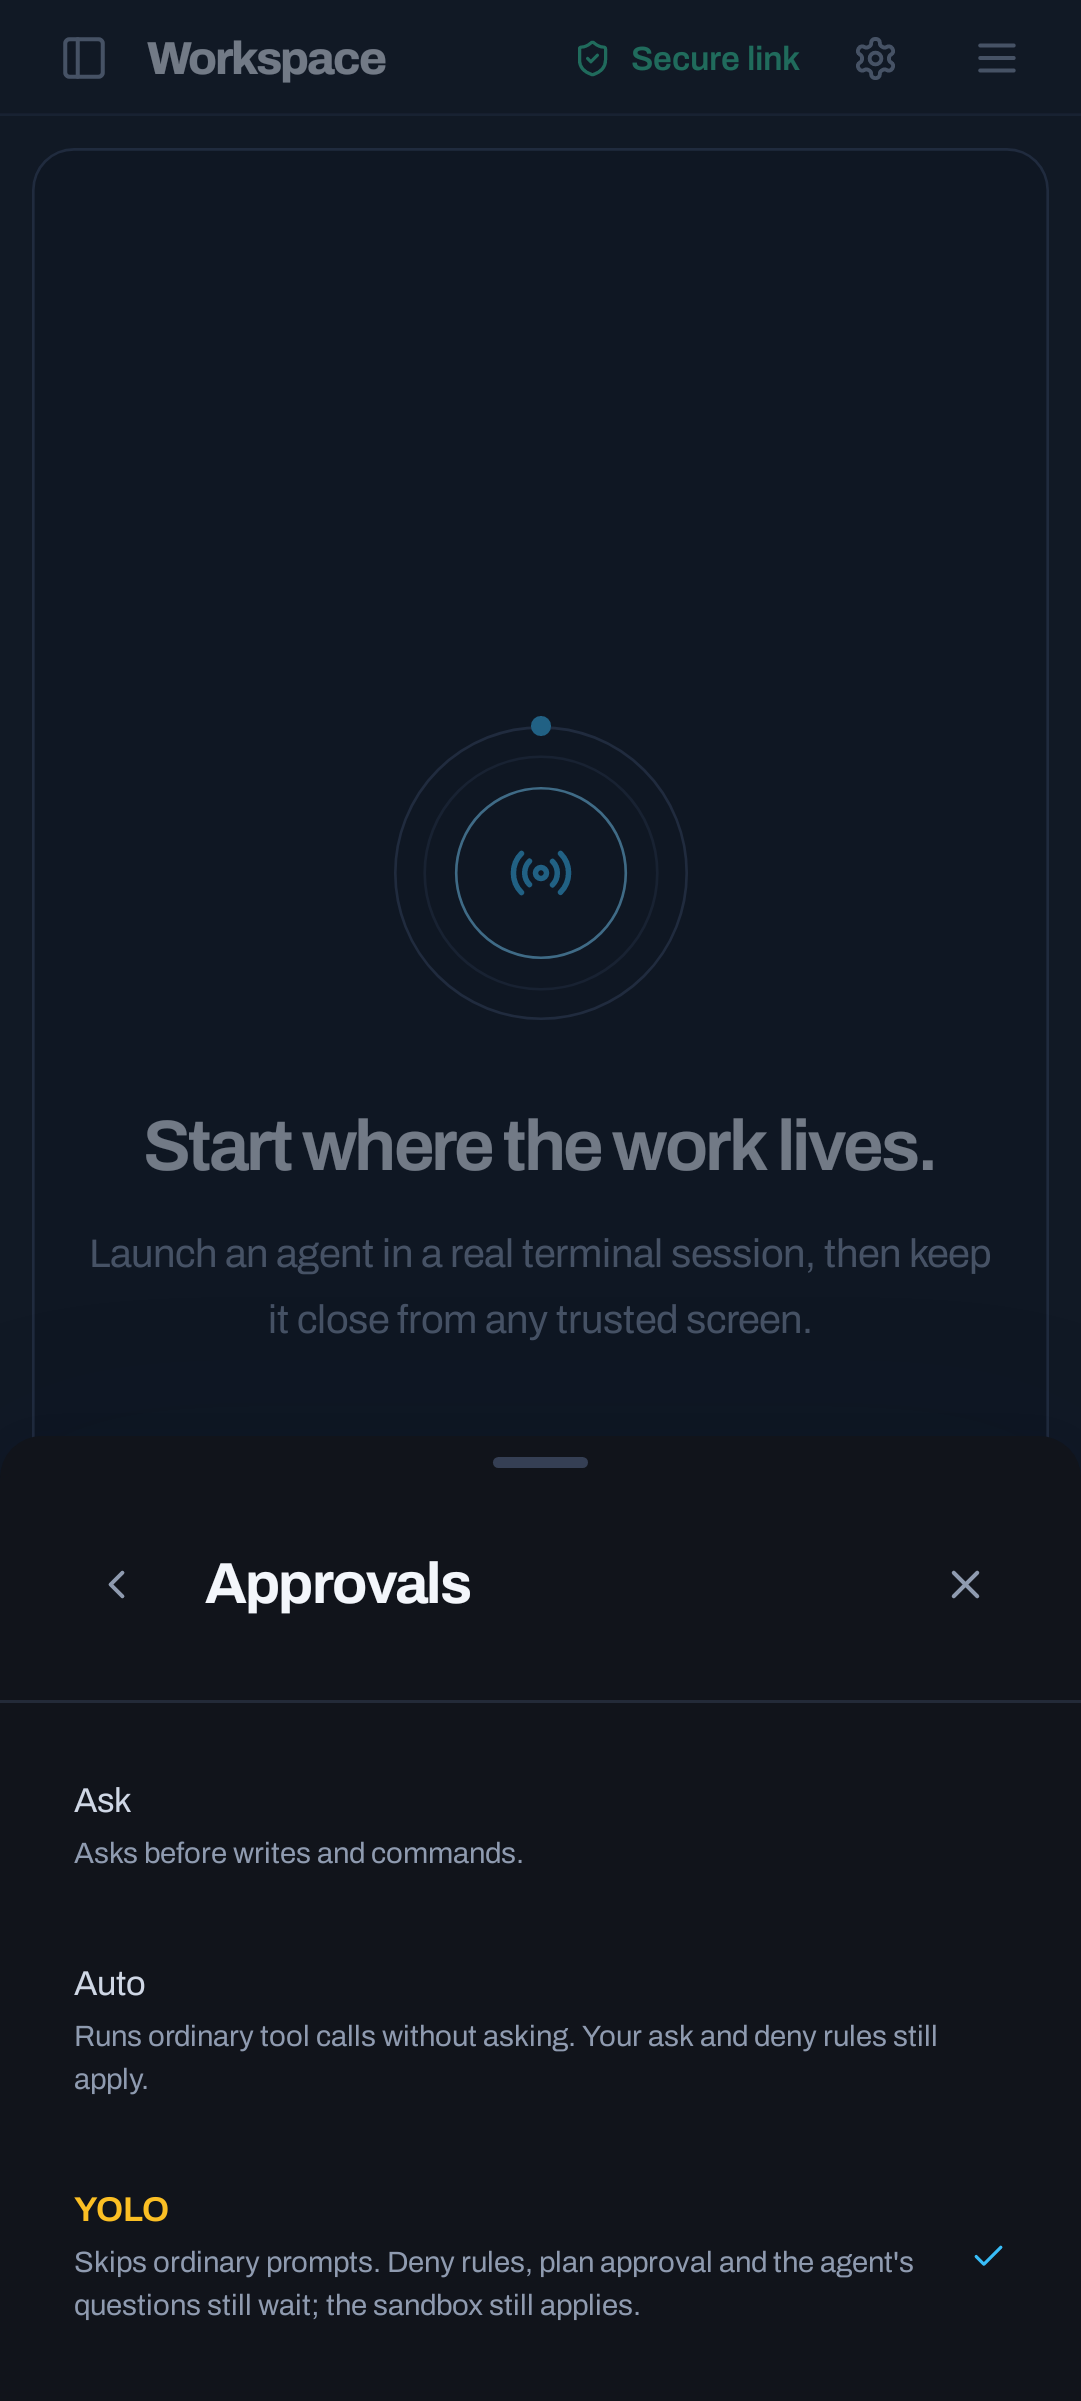 Workspace
Secure link
Start where the work lives.
Launch an agent in a real terminal session, then keep
it close from any trusted screen.
Approvals
Ask
Asks before writes and commands.
Auto
Runs ordinary tool calls without asking. Your ask and deny rules still
apply.
YOLO
Skips ordinary prompts. Deny rules, plan approval and the agent's
questions still wait; the sandbox still applies.